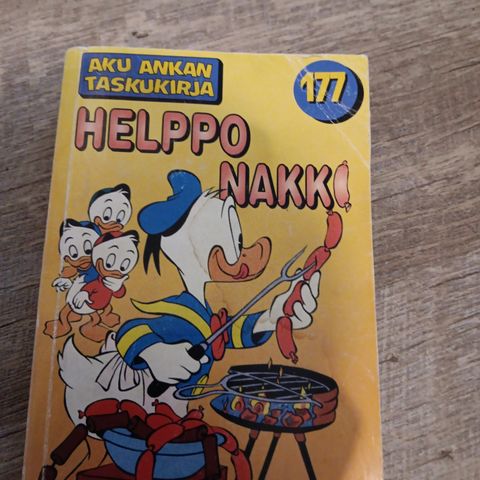 AKU ANKAN
TASKUKIRJA
177
HELPPO
NAKKI